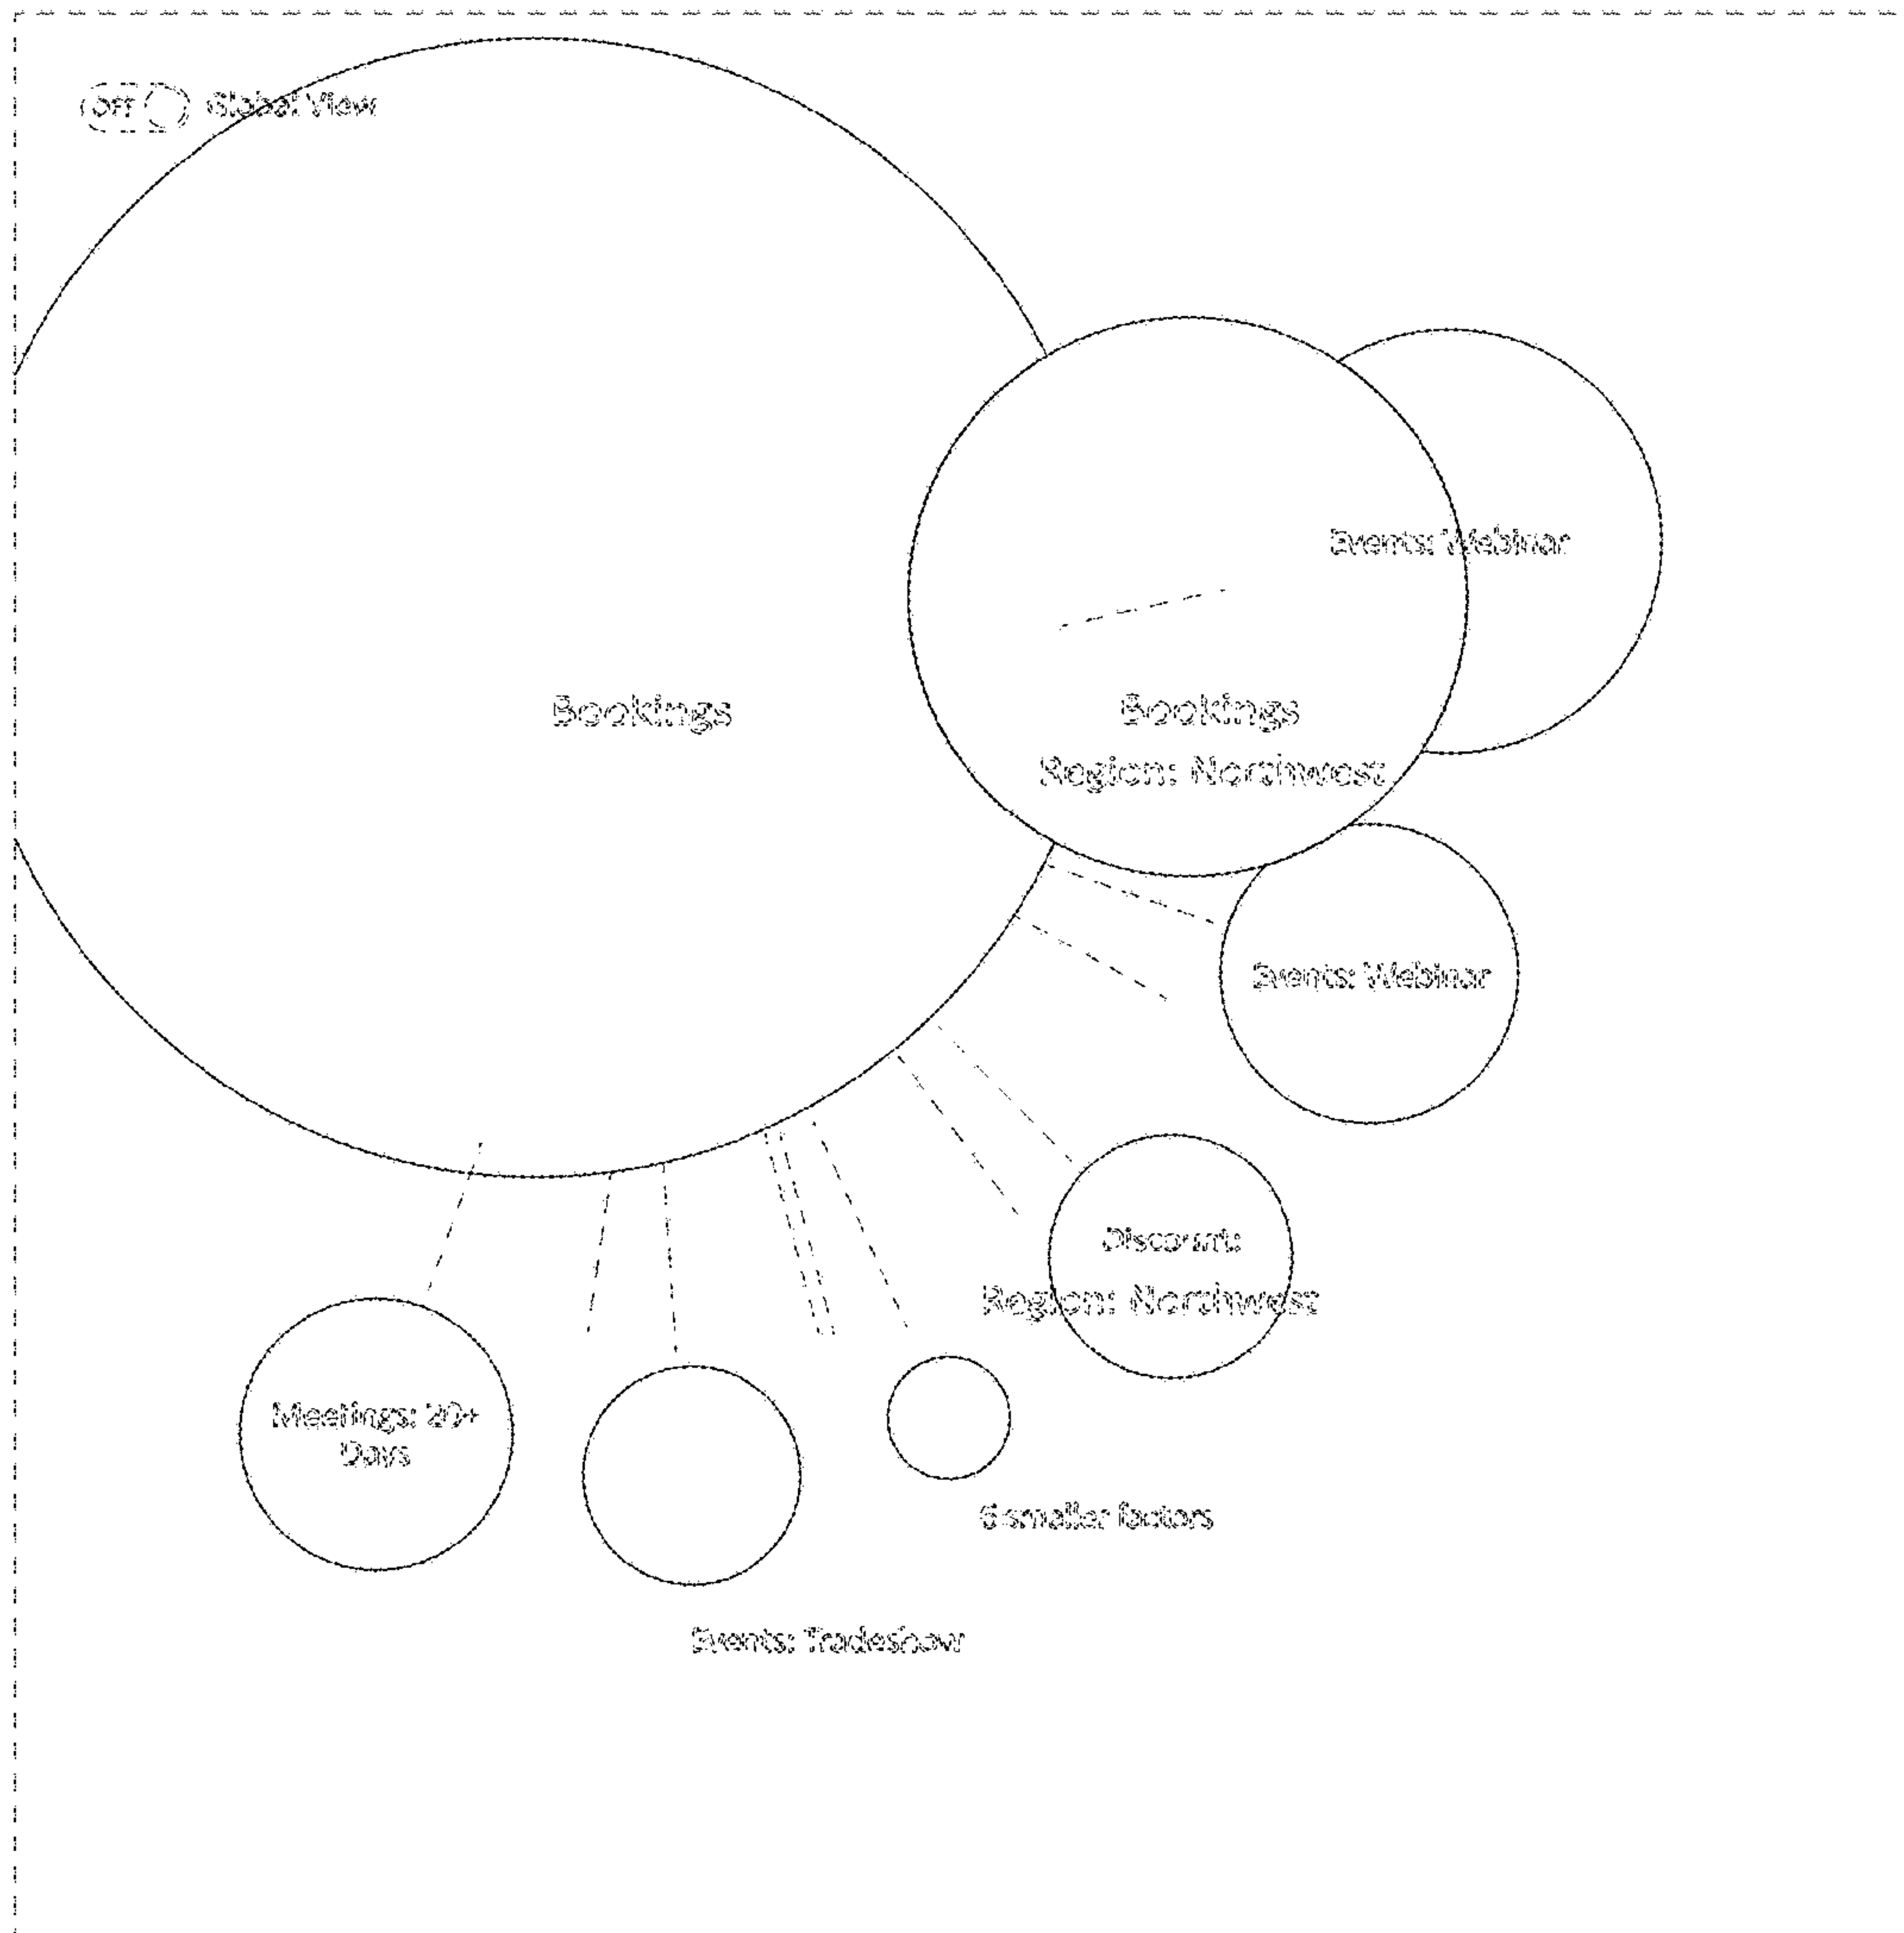 Off Global View
Events: Webinar
Bookings
Bookings
Region: Northwest
Events: Webinar
Discount:
Region: Northwest
Meetings: 20+
Days
6 smaller factors
Events: Tradeshow